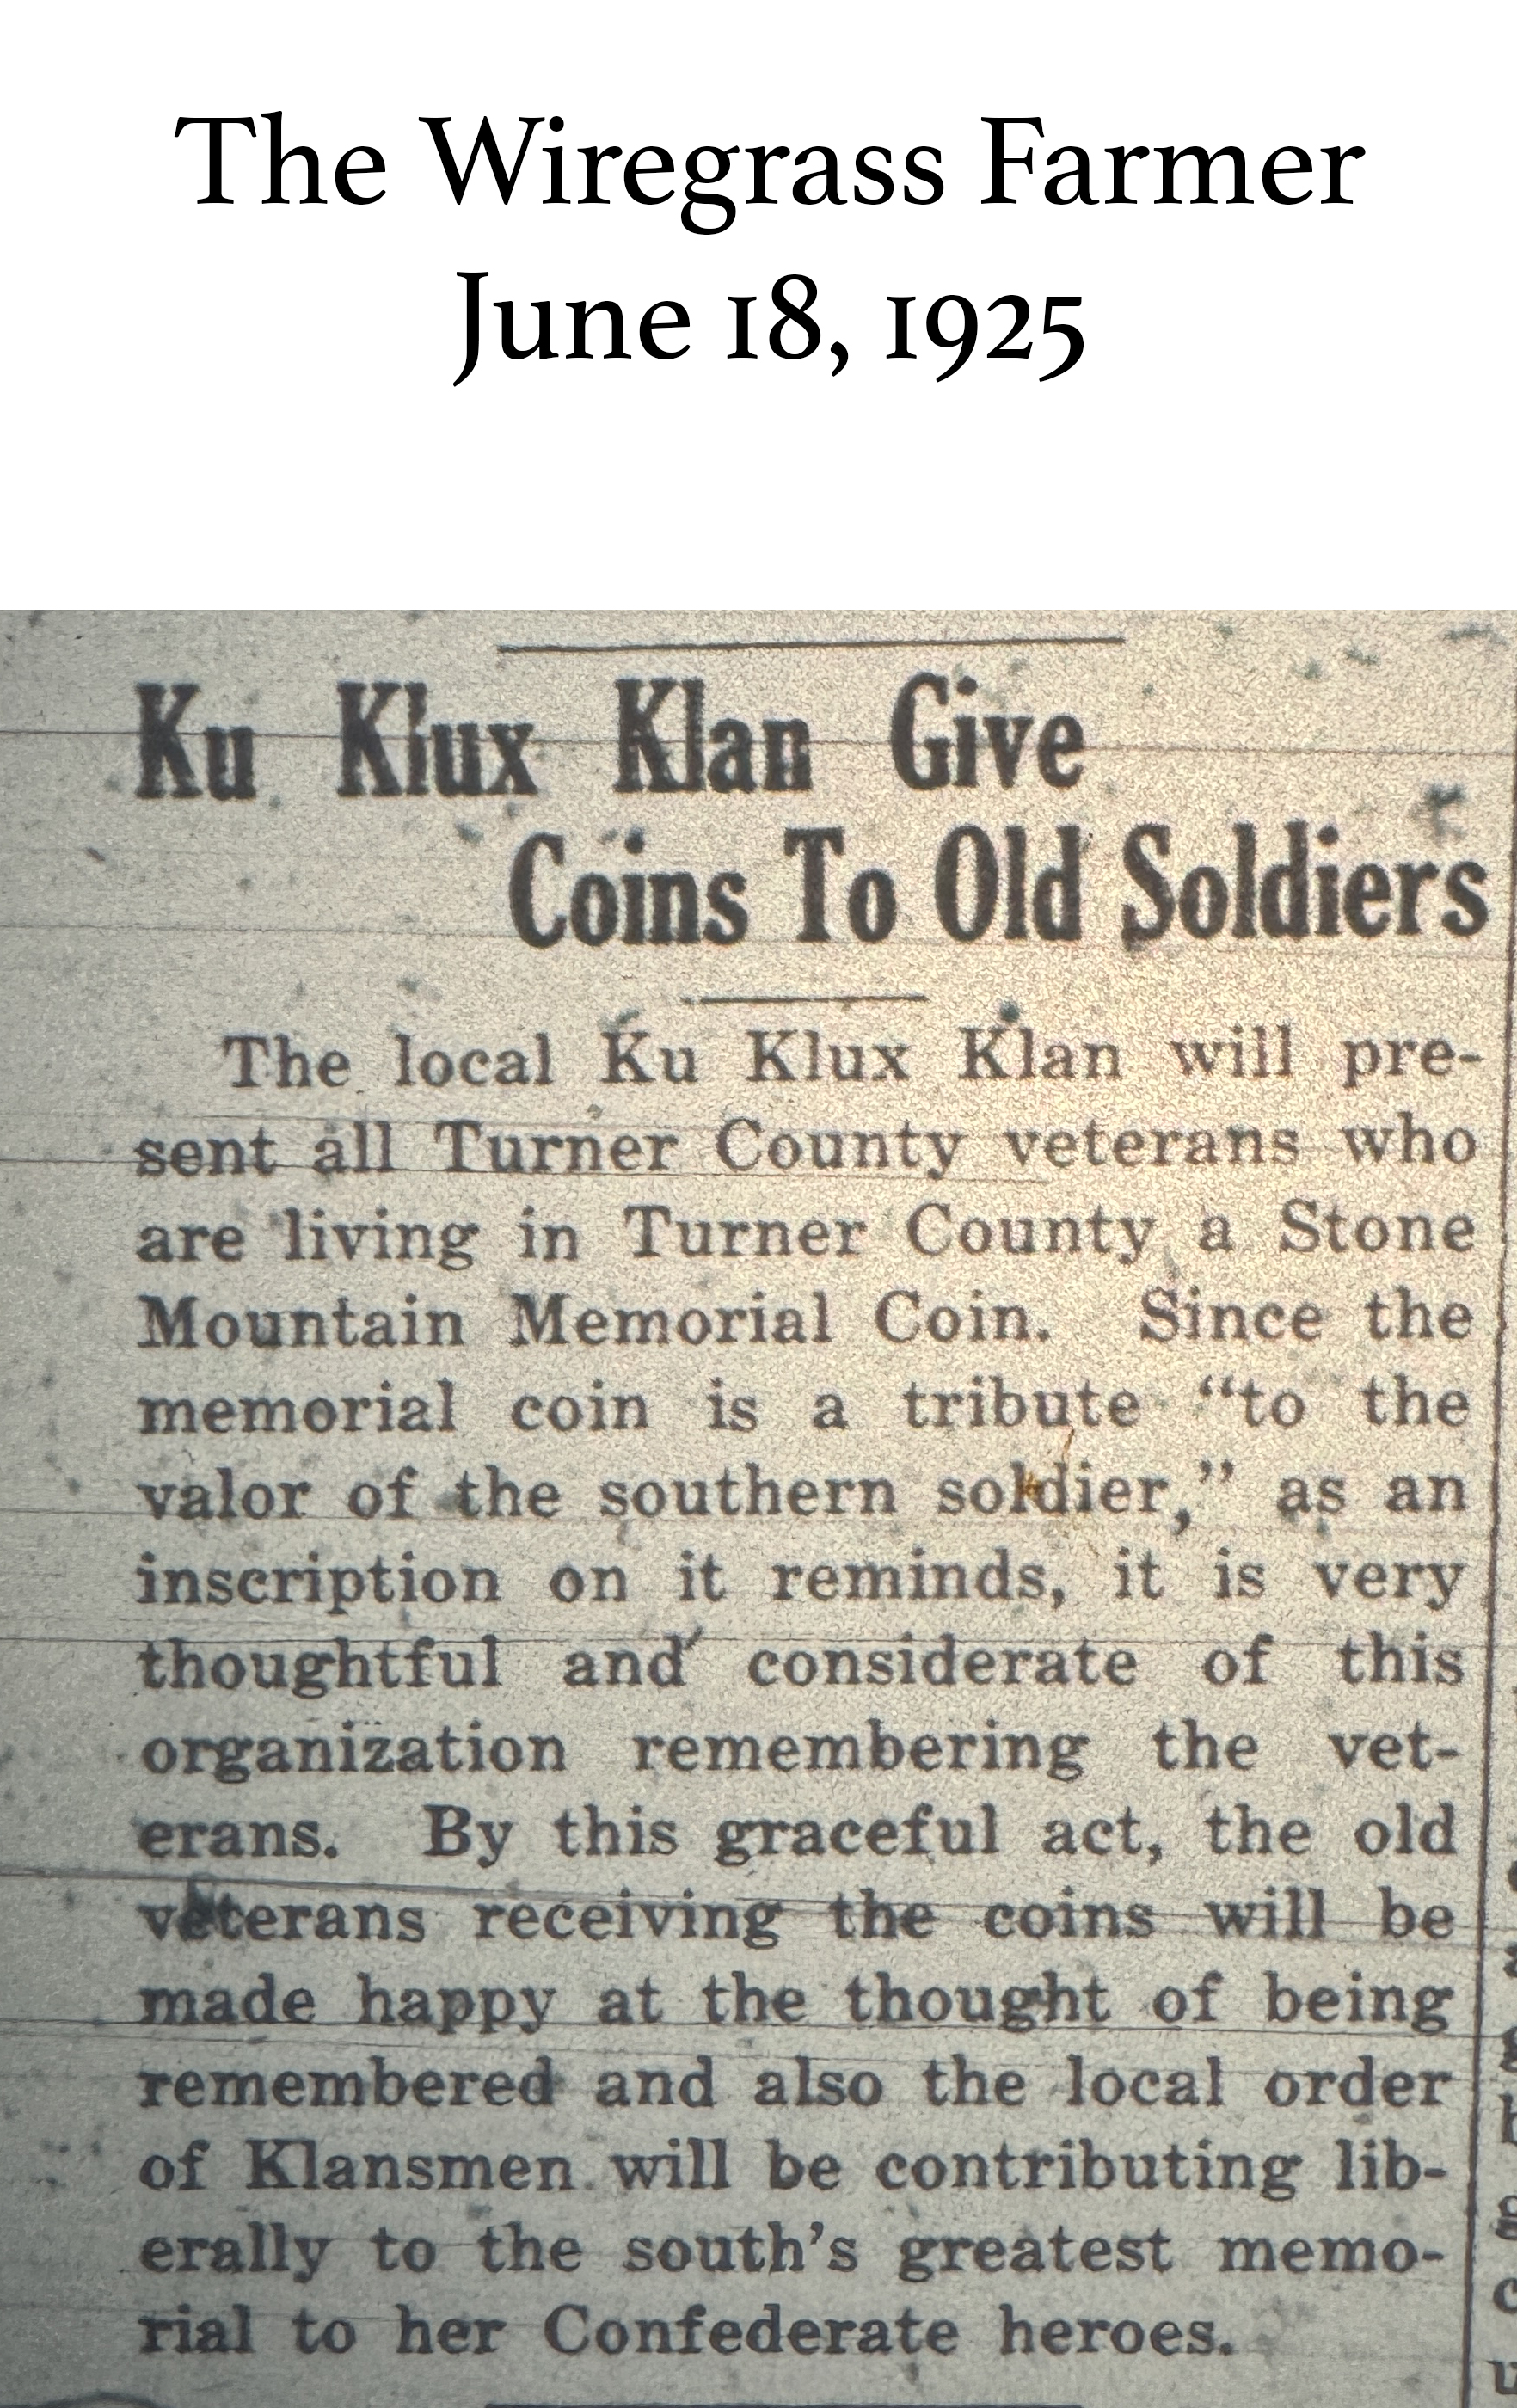 The Wiregrass Farmer
June 18, 1925
Ku Klux Klan Give
Coins To Old Soldiers
The local Ku Klux Klan will pre-
sent all Turner County veterans who
are living in Turner County a Stone
Mountain Memorial Coin. Since the
memorial coin is a tribute “to the
valor of the southern soldier,” as an
inscription on it reminds, it is very
thoughtful and considerate of this
organization remembering the vet-
erans. By this graceful act, the old
veterans receiving the coins will be
made happy at the thought of being
remembered and also the local order
of Klansmen will be contributing lib-
erally to the south’s greatest memo-
rial to her Confederate heroes.